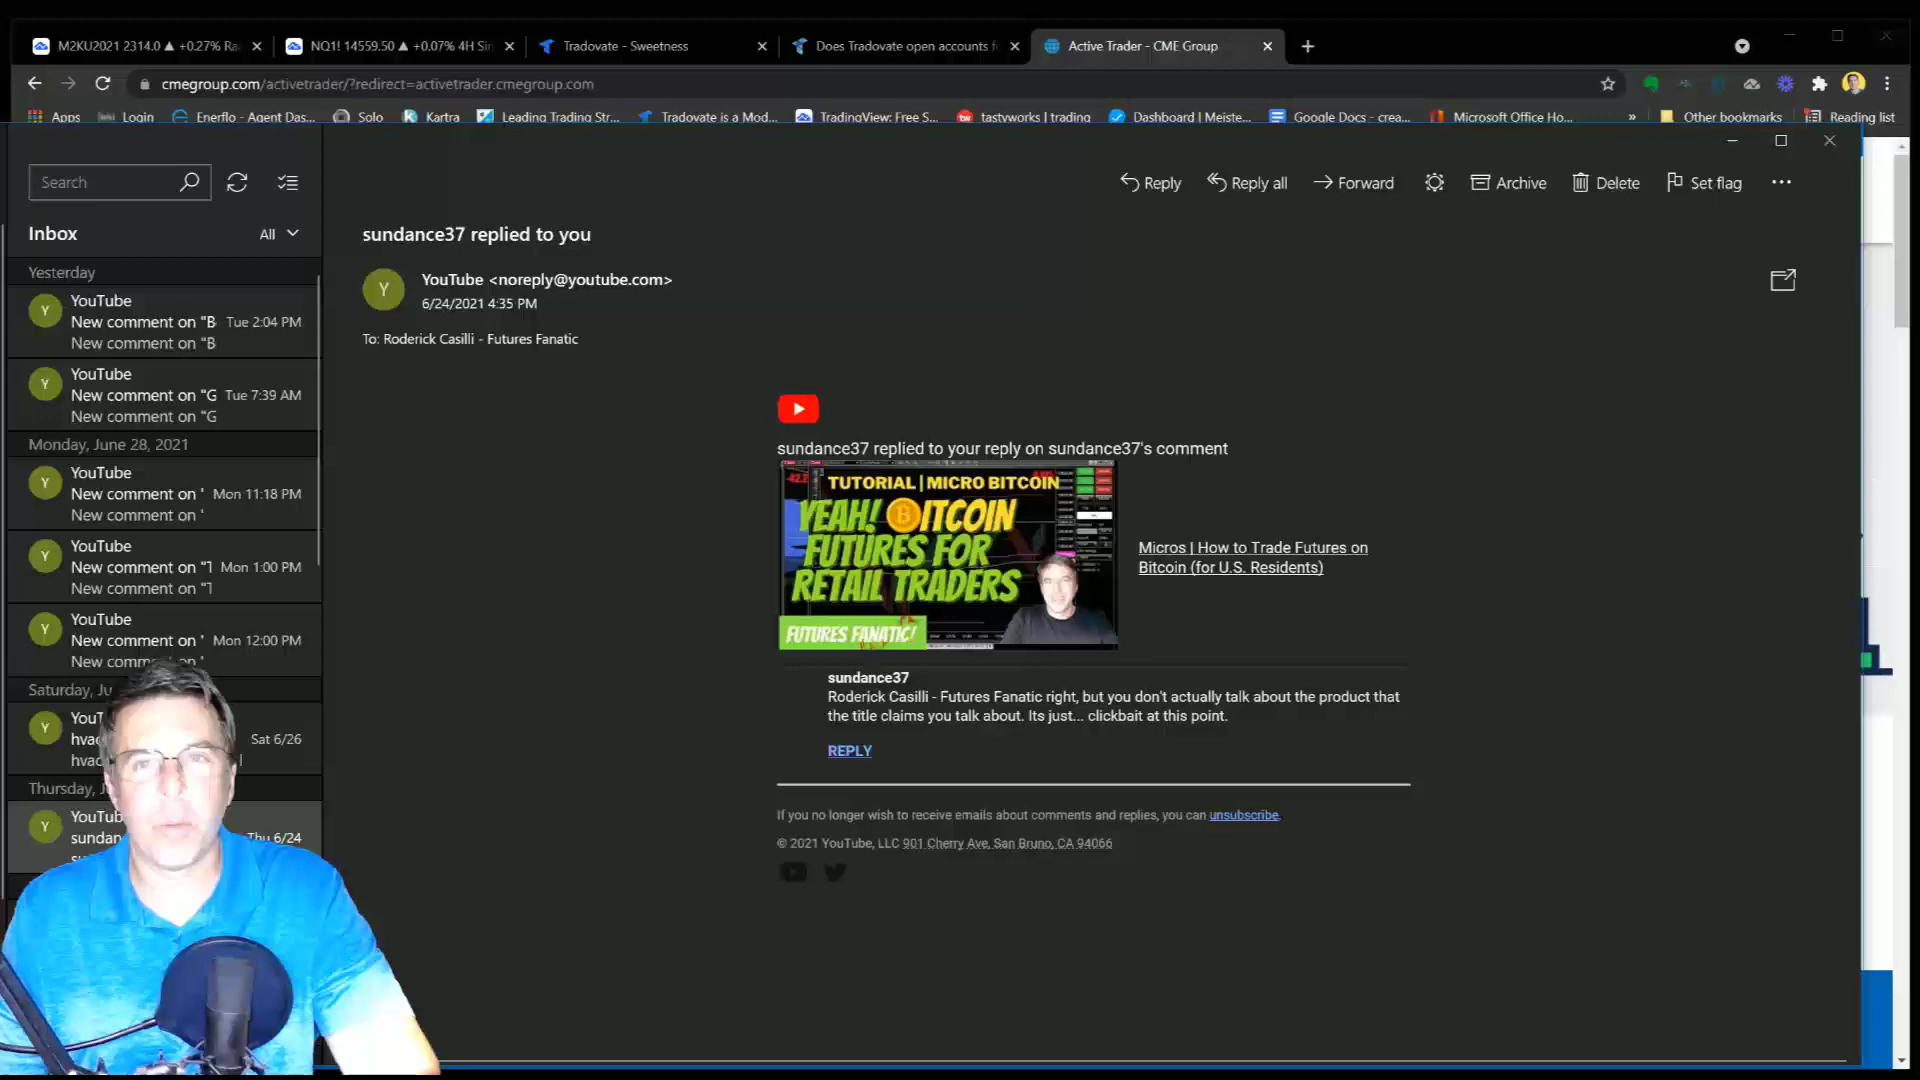 M2KU2021 2314.0 ▲ +0.27% Ra
NQ1! 14559.50 ▲ +0.07% 4H Sin
Tradovate - Sweetness
Does Tradovate open accounts f
Active Trader - CME Group
cmegroup.com/activetrader/?redirect=activetrader.cmegroup.com
Apps
Login
Enerflo - Agent Das...
Solo
Kartra
Leading Trading Str...
Tradovate is a Mod...
TradingView: Free S...
tastyworks | trading
Dashboard | Meiste...
Google Docs - crea...
Microsoft Office Ho...
»
Other bookmarks
Reading list
Search
Reply
Reply all
Forward
Archive
Delete
Set flag
Inbox
All
sundance37 replied to you
Y
YouTube <noreply@youtube.com>
6/24/2021 4:35 PM
To: Roderick Casilli - Futures Fanatic
Yesterday
Y
YouTube
New comment on "B Tue 2:04 PM
New comment on "B
Y
YouTube
New comment on "G Tue 7:39 AM
New comment on "G
Monday, June 28, 2021
Y
YouTube
New comment on ' Mon 11:18 PM
New comment on '
Y
YouTube
New comment on "T Mon 1:00 PM
New comment on "T
Y
YouTube
New comment on ' Mon 12:00 PM
New comm
Saturday, Ju
Y
YouT
hvac Sat 6/26
hvac
Thursday, J
Y
YouTub
sundan Thu 6/24
sundance37 replied to your reply on sundance37's comment
TUTORIAL | MICRO BITCOIN
YEAH! BITCOIN
FUTURES FOR
RETAIL TRADERS
FUTURES FANATIC!
Micros | How to Trade Futures on
Bitcoin (for U.S. Residents)
sundance37
Roderick Casilli - Futures Fanatic right, but you don't actually talk about the product that
the title claims you talk about. Its just... clickbait at this point.
REPLY
If you no longer wish to receive emails about comments and replies, you can unsubscribe.
© 2021 YouTube, LLC 901 Cherry Ave, San Bruno, CA 94066